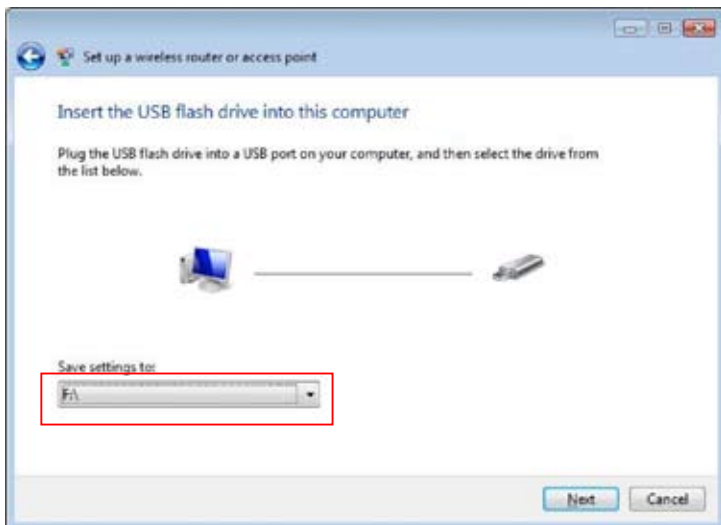 Set up a wireless router or access point
Insert the USB flash drive into this computer
Plug the USB flash drive into a USB port on your computer, and then select the drive from
the list below.
Save settings to:
F:\
Next
Cancel